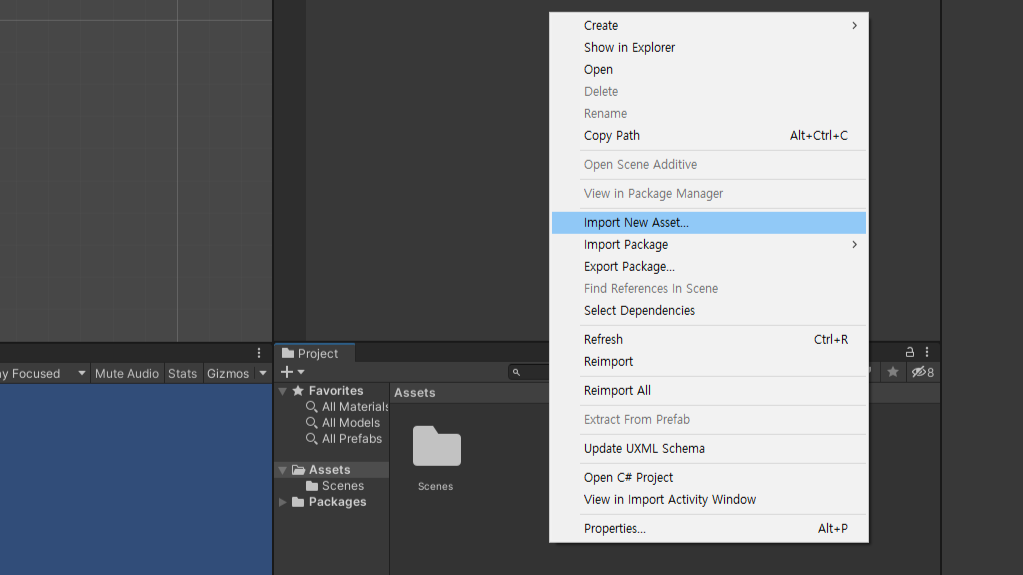 Create
Show in Explorer
Open
Delete
Rename
Copy Path Alt+Ctrl+C
Open Scene Additive
View in Package Manager
Import New Asset...
Import Package
Export Package...
Find References In Scene
Select Dependencies
Refresh Ctrl+R
Reimport
Reimport All
Extract From Prefab
Update UXML Schema
Open C# Project
View in Import Activity Window
Properties... Alt+P
Focused
Mute Audio
Stats
Gizmos
Project
8
Favorites
All Materials
All Models
All Prefabs
Assets
Scenes
Packages
Assets
Scenes